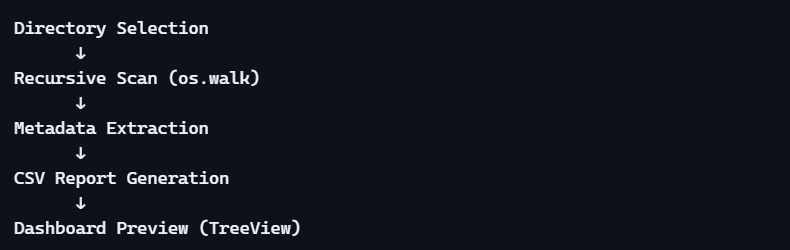 Directory Selection
↓
Recursive Scan (os.walk)
↓
Metadata Extraction
↓
CSV Report Generation
↓
Dashboard Preview (TreeView)